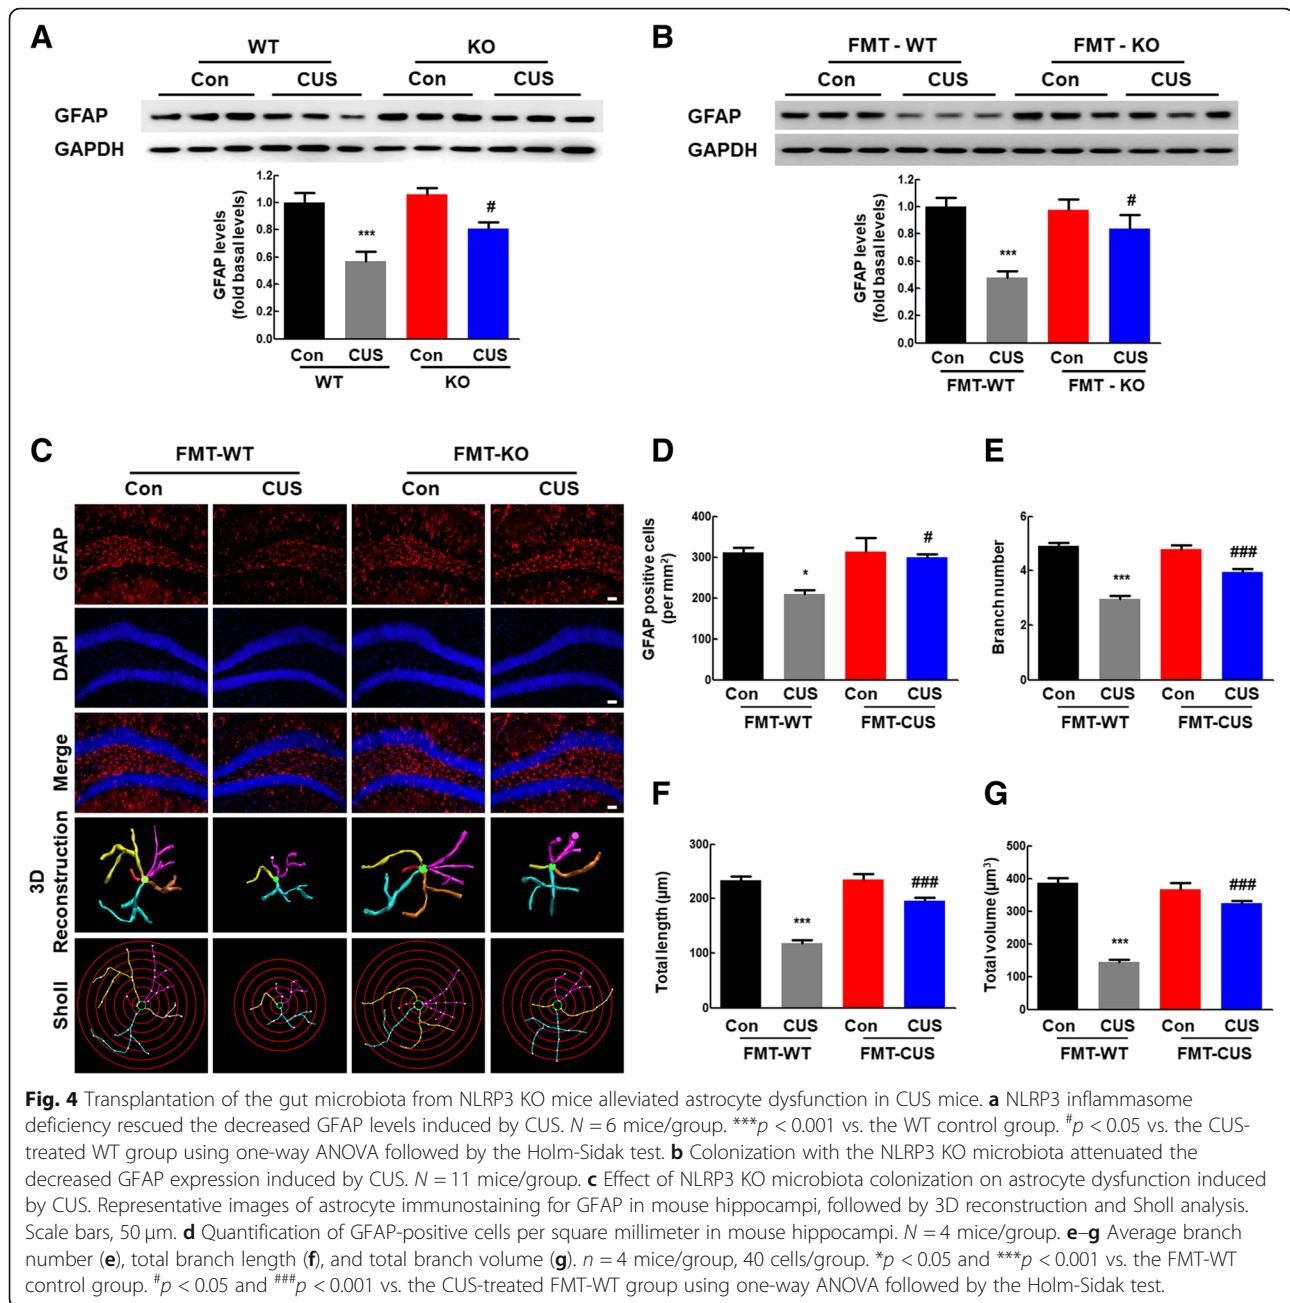 A
WT KO
Con CUS Con CUS
GFAP
GAPDH
GFAP levels
(fold basal levels)
1.2
1.0
0.8
0.6
0.4
0.2
0.0
***
#
Con CUS Con CUS
WT KO
B
FMT - WT FMT - KO
Con CUS Con CUS
GFAP
GAPDH
GFAP levels
(fold basal levels)
1.2
1.0
0.8
0.6
0.4
0.2
0.0
***
#
Con CUS Con CUS
FMT-WT FMT - KO
C
FMT-WT FMT-KO
Con CUS Con CUS
GFAP
DAPI
Merge
3D
Reconstruction
Sholl
D
GFAP positive cells
(per mm²)
400
300
200
100
0
*
#
Con CUS Con CUS
FMT-WT FMT-CUS
E
Branch number
6
4
2
0
***
###
Con CUS Con CUS
FMT-WT FMT-CUS
F
Total length (µm)
300
200
100
0
***
###
Con CUS Con CUS
FMT-WT FMT-CUS
G
Total volume (µm³)
500
400
300
200
100
0
***
###
Con CUS Con CUS
FMT-WT FMT-CUS
Fig. 4 Transplantation of the gut microbiota from NLRP3 KO mice alleviated astrocyte dysfunction in CUS mice. a NLRP3 inflammasome
deficiency rescued the decreased GFAP levels induced by CUS. N = 6 mice/group. ***p < 0.001 vs. the WT control group. #p < 0.05 vs. the CUS-
treated WT group using one-way ANOVA followed by the Holm-Sidak test. b Colonization with the NLRP3 KO microbiota attenuated the
decreased GFAP expression induced by CUS. N = 11 mice/group. c Effect of NLRP3 KO microbiota colonization on astrocyte dysfunction induced
by CUS. Representative images of astrocyte immunostaining for GFAP in mouse hippocampi, followed by 3D reconstruction and Sholl analysis.
Scale bars, 50 µm. d Quantification of GFAP-positive cells per square millimeter in mouse hippocampi. N = 4 mice/group. e–g Average branch
number (e), total branch length (f), and total branch volume (g). n = 4 mice/group, 40 cells/group. *p < 0.05 and ***p < 0.001 vs. the FMT-WT
control group. #p < 0.05 and ###p < 0.001 vs. the CUS-treated FMT-WT group using one-way ANOVA followed by the Holm-Sidak test.